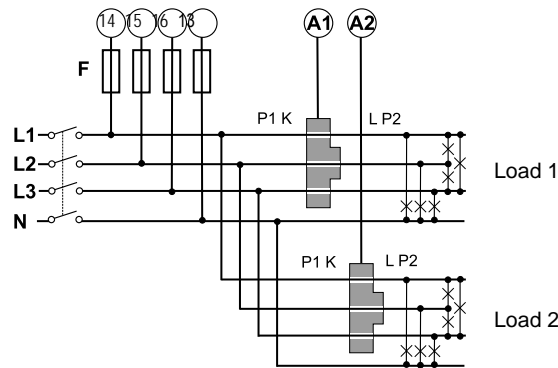 14 15 16 13 A1 A2
F
P1 K L P2
L1
L2
L3
N
Load 1
P1 K L P2
Load 2